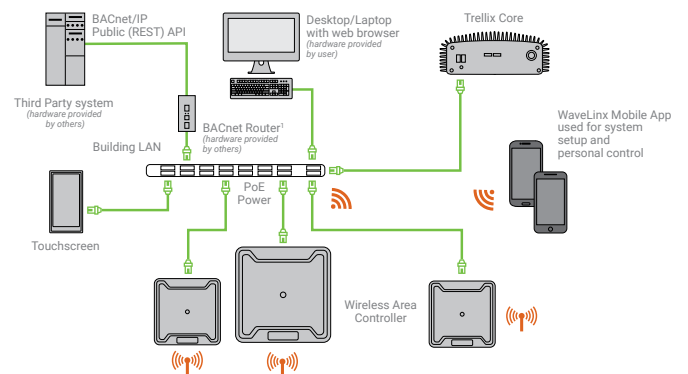 BACnet/IP
Public (REST) API
Desktop/Laptop
with web browser
(hardware provided
by user)
Trellix Core
Third Party system
(hardware provided
by others)
BACnet Router¹
(hardware provided
by others)
Building LAN
WaveLinx Mobile App
used for system
setup and
personal control
PoE
Power
Touchscreen
Wireless Area
Controller